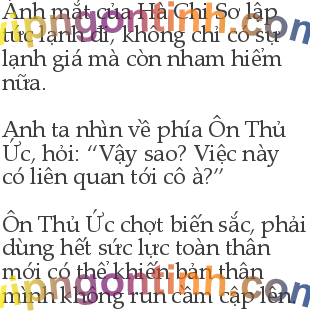 Ánh mắt của Hà Chi Sơ lập
tức lạnh đi, không chỉ có sự
lạnh giá mà còn nham hiểm
nữa.
Anh ta nhìn về phía Ôn Thủ
Ức, hỏi: “Vậy sao? Việc này
có liên quan tới cô à?”
Ôn Thủ Ức chợt biến sắc, phải
dùng hết sức lực toàn thân
mới có thể khiến bản thân
mình không run cầm cập lên
vipngontinh.com
vipngontinh.com